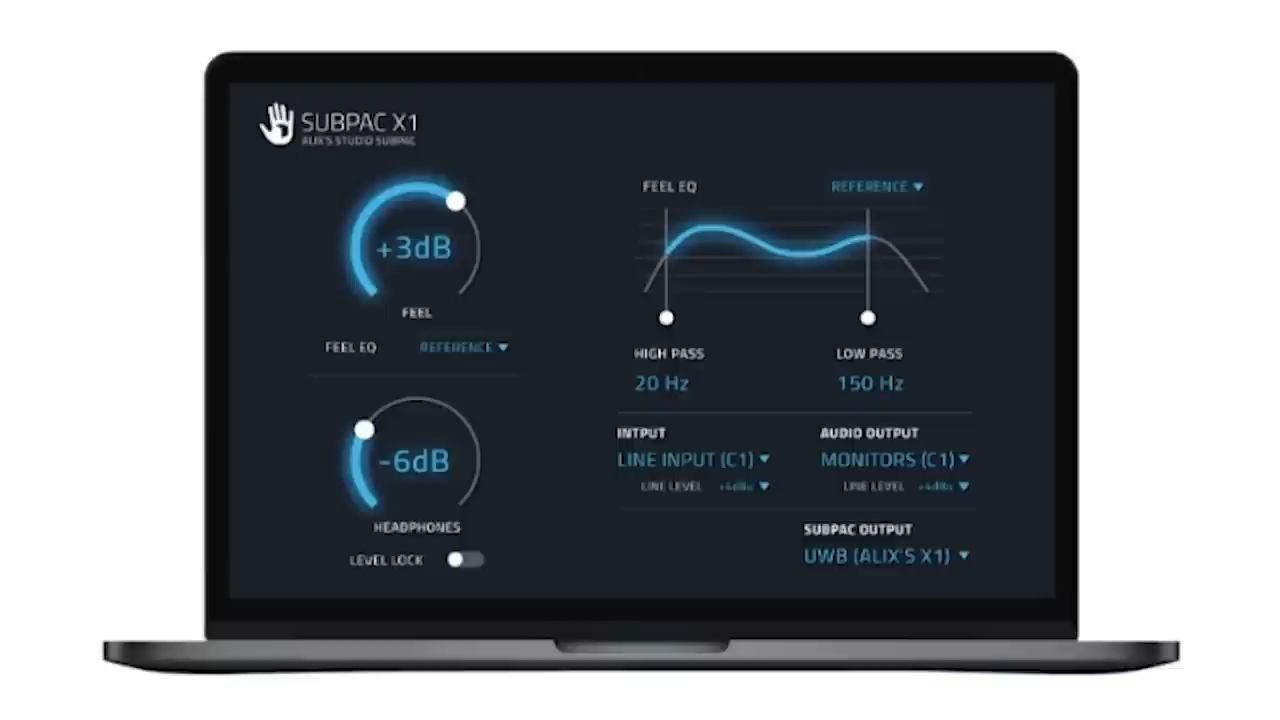 SUBPAC X1
ALIX'S STUDIO SUBPAC
+3dB
FEEL
FEEL EQ REFERENCE
-6dB
HEADPHONES
LEVEL LOCK
FEEL EQ REFERENCE
HIGH PASS LOW PASS
20 Hz 150 Hz
INTPUT AUDIO OUTPUT
LINE INPUT (C1) MONITORS (C1)
LINE LEVEL LINE LEVEL
SUBPAC OUTPUT
UWB (ALIX'S X1)